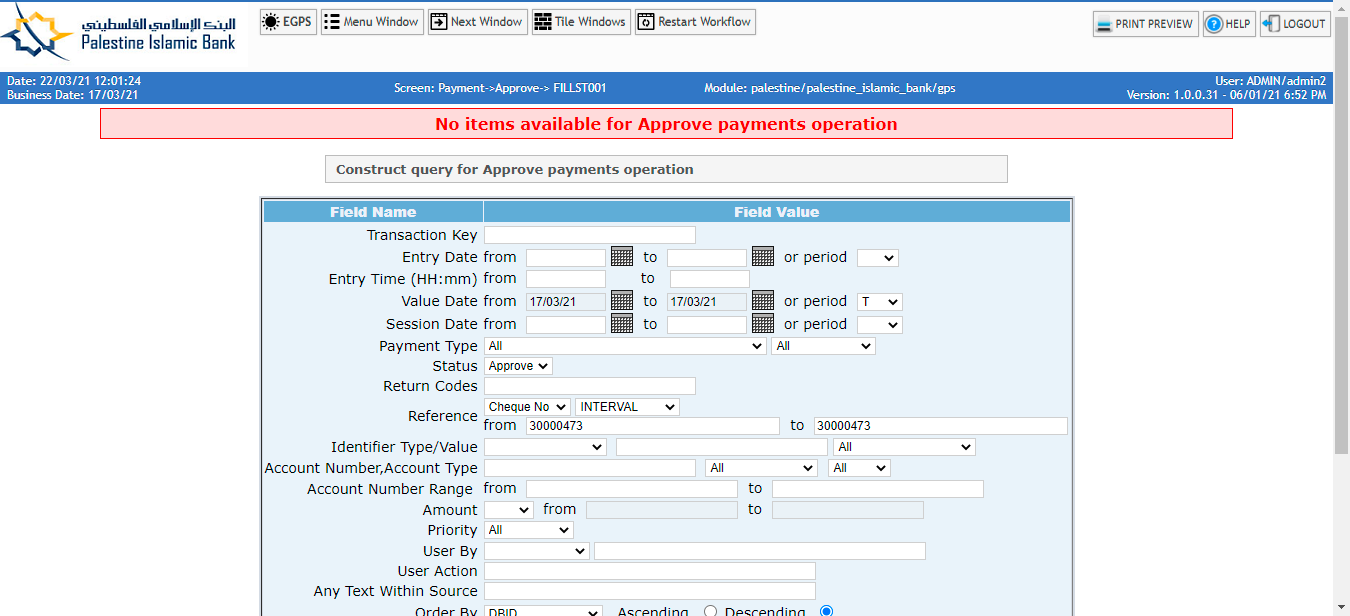 البنك الإسلامي الفلسطيني
Palestine Islamic Bank
EGPS Menu Window Next Window Tile Windows Restart Workflow
PRINT PREVIEW HELP LOGOUT
Date: 22/03/21 12:01:24
Business Date: 17/03/21
Screen: Payment->Approve-> FILLST001
Module: palestine/palestine_islamic_bank/gps
User: ADMIN/admin2
Version: 1.0.0.31 - 06/01/21 6:52 PM
No items available for Approve payments operation
Construct query for Approve payments operation
Field Name Field Value
Transaction Key
Entry Date from to or period
Entry Time (HH:mm) from to
Value Date from 17/03/21 to 17/03/21 or period T
Session Date from to or period
Payment Type All All
Status Approve
Return Codes
Reference Cheque No INTERVAL
from 30000473 to 30000473
Identifier Type/Value All
Account Number,Account Type All All
Account Number Range from to
Amount from to
Priority All
User By
User Action
Any Text Within Source
Order By DBID Ascending Descending